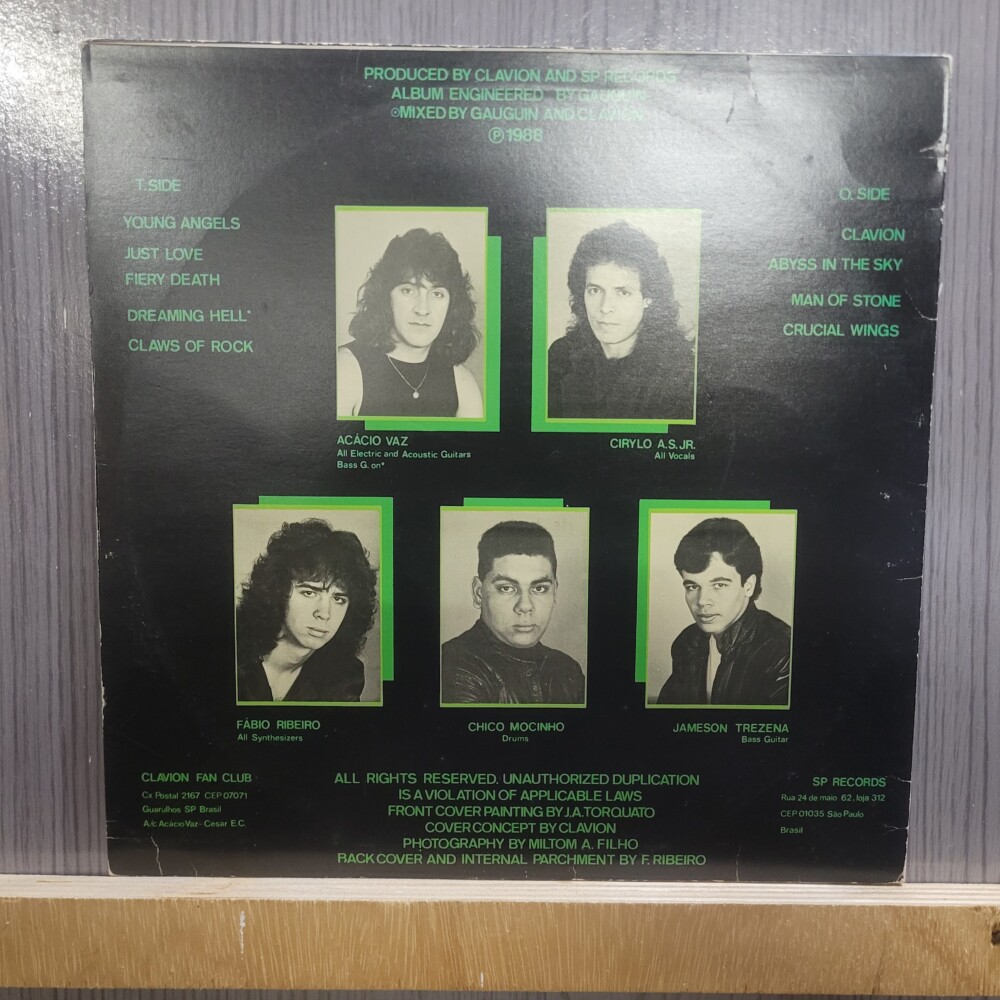 PRODUCED BY CLAVION AND SP RECORDS
ALBUM ENGINEERED BY GAUGUIN
MIXED BY GAUGUIN AND CLAVION
Ⓟ 1988
T. SIDE
YOUNG ANGELS
JUST LOVE
FIERY DEATH
DREAMING HELL*
CLAWS OF ROCK
O. SIDE
CLAVION
ABYSS IN THE SKY
MAN OF STONE
CRUCIAL WINGS
ACÁCIO VAZ
All Electric and Acoustic Guitars
Bass G. on*
CIRYLO A.S. JR.
All Vocals
FÁBIO RIBEIRO
All Synthesizers
CHICO MOCINHO
Drums
JAMESON TREZENA
Bass Guitar
CLAVION FAN CLUB
Cx Postal 2167 CEP 07071
Guarulhos SP Brasil
A/c Acácio Vaz - Cesar E.C.
ALL RIGHTS RESERVED. UNAUTHORIZED DUPLICATION
IS A VIOLATION OF APPLICABLE LAWS
FRONT COVER PAINTING BY J.A.TORQUATO
COVER CONCEPT BY CLAVION
PHOTOGRAPHY BY MILTOM A. FILHO
BACK COVER AND INTERNAL PARCHMENT BY F. RIBEIRO
SP RECORDS
Rua 24 de maio 62, loja 312
CEP 01035 São Paulo
Brasil